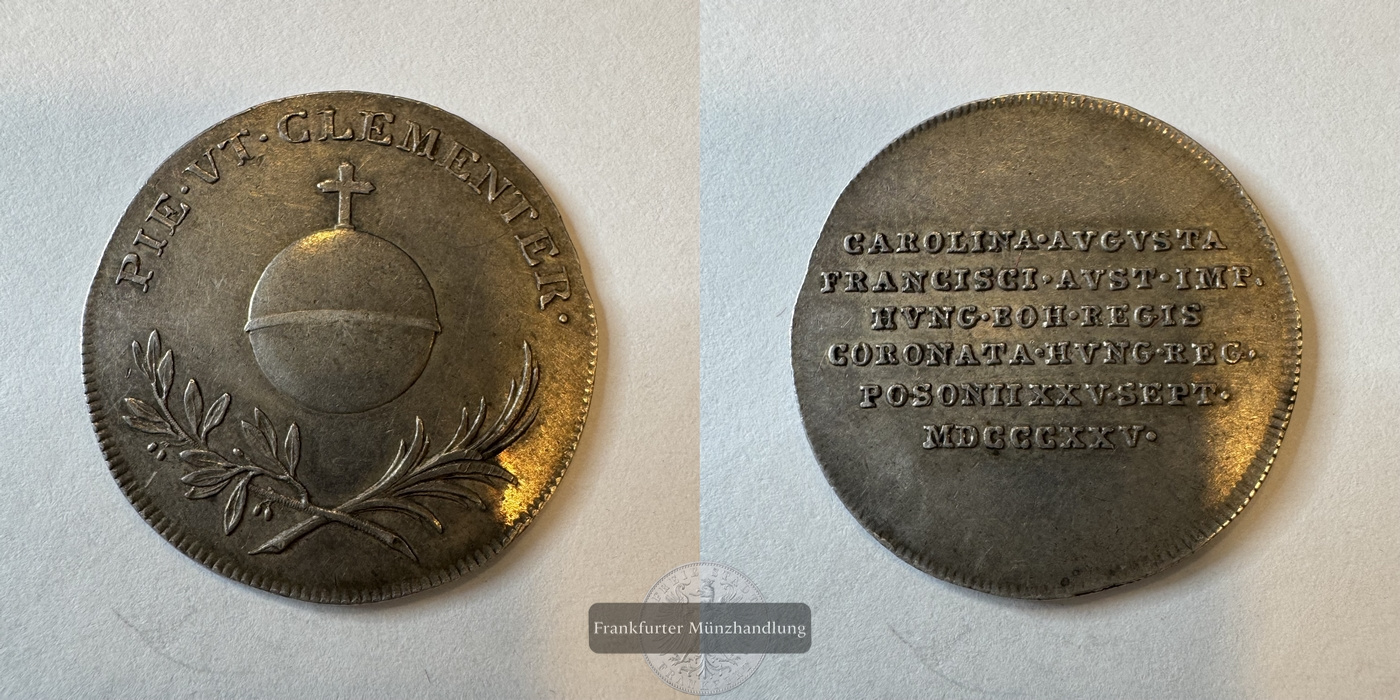 PIE·VT·CLEMENTER·
CAROLINA·AVGVSTA
FRANCISCI·AVST·IMP.
HVNG·BOH·REGIS
CORONATA·HVNG·REG·
POSONII XXV·SEPT·
MDCCCXXV·
Frankfurter Münzhandlung